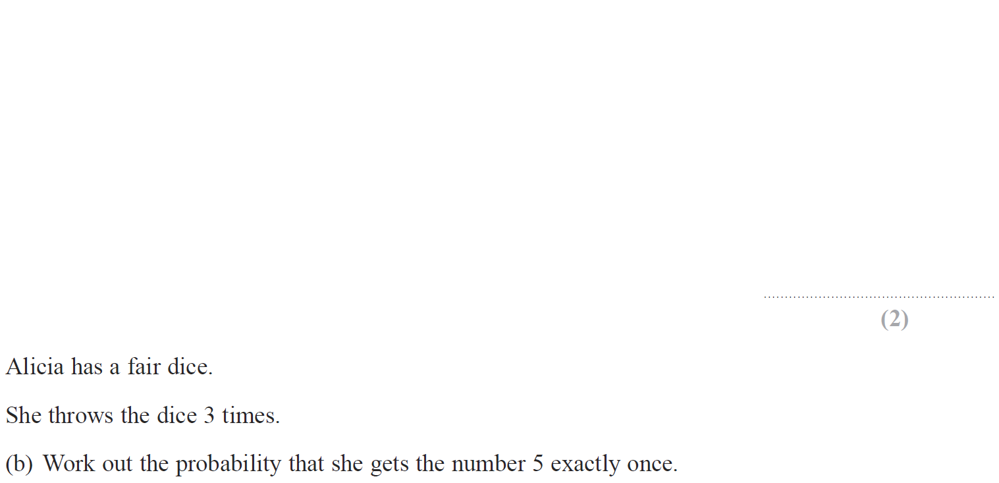 (2)
Alicia has a fair dice.
She throws the dice 3 times.
(b) Work out the probability that she gets the number 5 exactly once.